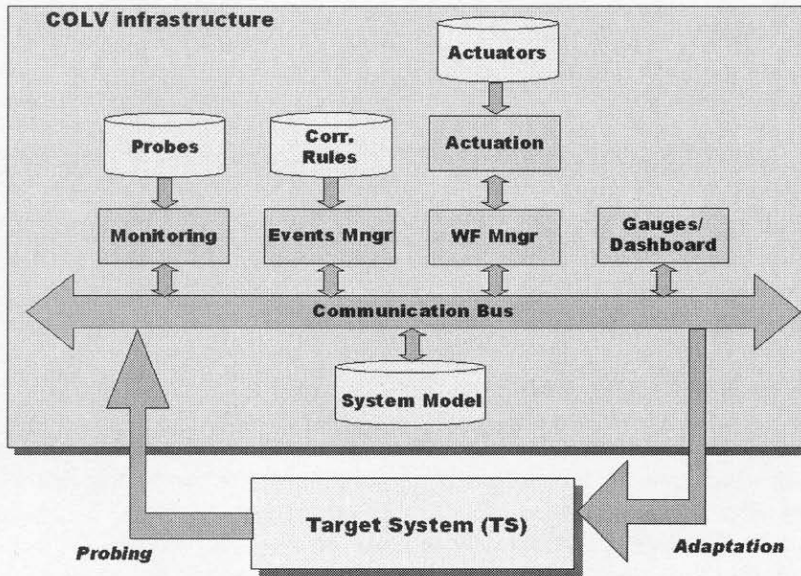 COLV infrastructure
Actuators
Probes
Corr.
Rules
Actuation
Monitoring
Events Mngr
WF Mngr
Gauges/
Dashboard
Communication Bus
System Model
Target System (TS)
Probing
Adaptation